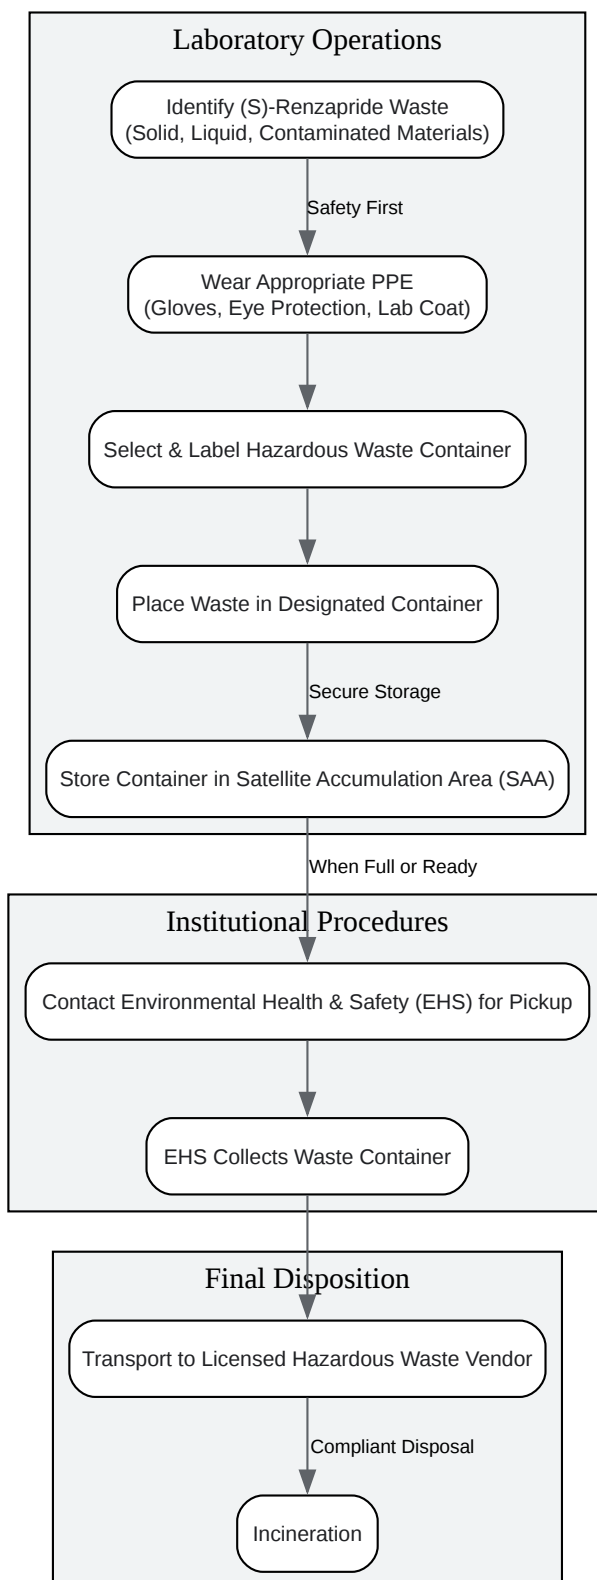 Laboratory Operations
Identify (S)-Renzapride Waste
(Solid, Liquid, Contaminated Materials)
Safety First
Wear Appropriate PPE
(Gloves, Eye Protection, Lab Coat)
Select & Label Hazardous Waste Container
Place Waste in Designated Container
Secure Storage
Store Container in Satellite Accumulation Area (SAA)
When Full or Ready
Institutional Procedures
Contact Environmental Health & Safety (EHS) for Pickup
EHS Collects Waste Container
Final Disposition
Transport to Licensed Hazardous Waste Vendor
Compliant Disposal
Incineration